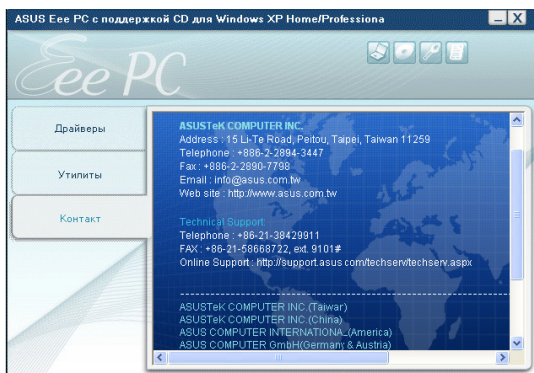 ASUS Eee PC с поддержкой CD для Windows XP Home/Professiona
Eee PC
Драйверы
Утилиты
Контакт
ASUSTeK COMPUTER INC.
Address : 15 Li-Te Road, Peitou, Taipei, Taiwan 11259
Telephone : +886-2-2894-3447
Fax : +886-2-2890-7798
Email : info@asus.com.tw
Web site : http://www.asus.com.tw
Technical Support:
Telephone : +86-21-38429911
FAX : +86-21-58668722, ext. 9101#
Online Support : http://support.asus.com/techserv/techserv.aspx
--------------------------------------------------------------------------------
ASUSTeK COMPUTER INC.(Taiwan)
ASUSTeK COMPUTER INC.(China)
ASUS COMPUTER INTERNATIONAL(America)
ASUS COMPUTER GmbH(Germany & Austria)